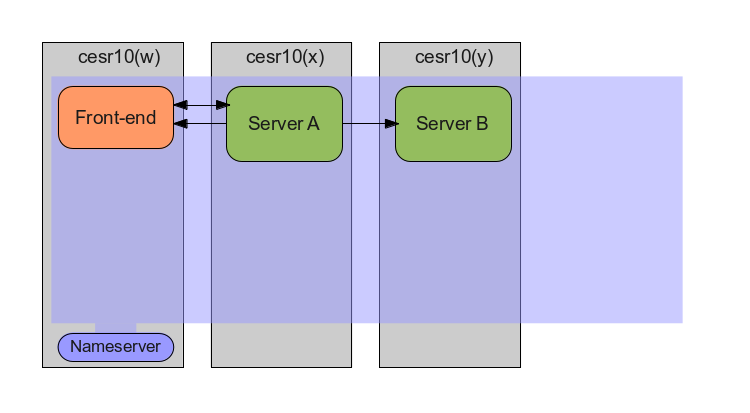 cesr10(w)
cesr10(x)
cesr10(y)
Front-end
Server A
Server B
Nameserver